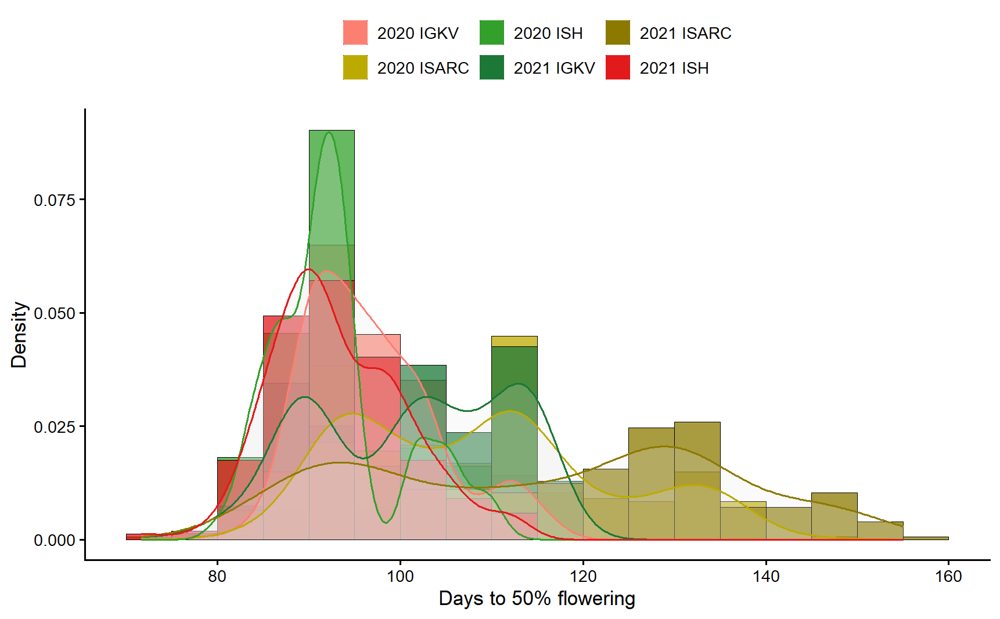 2020 IGKV 2020 ISH 2021 ISARC
2020 ISARC 2021 IGKV 2021 ISH
Density
0.075
0.050
0.025
0.000
80 100 120 140 160
Days to 50% flowering